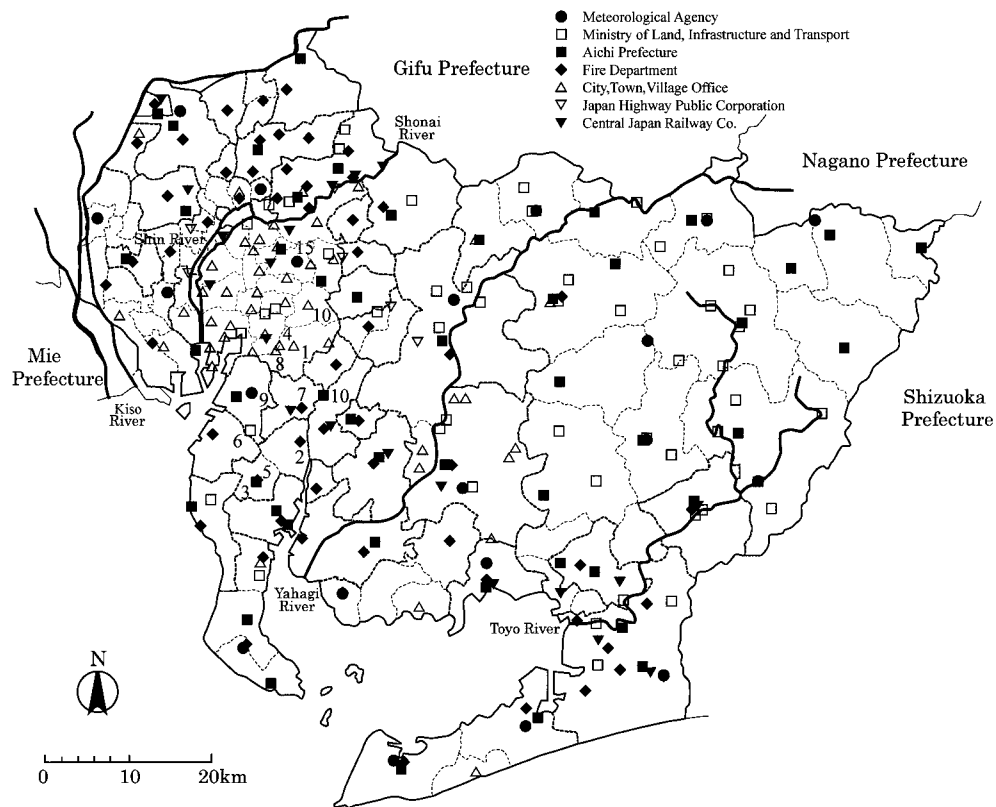 Meteorological Agency
Ministry of Land, Infrastructure and Transport
Aichi Prefecture
Fire Department
City,Town,Village Office
Japan Highway Public Corporation
Central Japan Railway Co.
Gifu Prefecture
Shonai
River
Nagano Prefecture
Shin River
15
10
4
1
8
Mie
Prefecture
Kiso
River
7
10
9
6
2
5
3
Shizuoka
Prefecture
Yahagi
River
Toyo River
N
0 10 20km